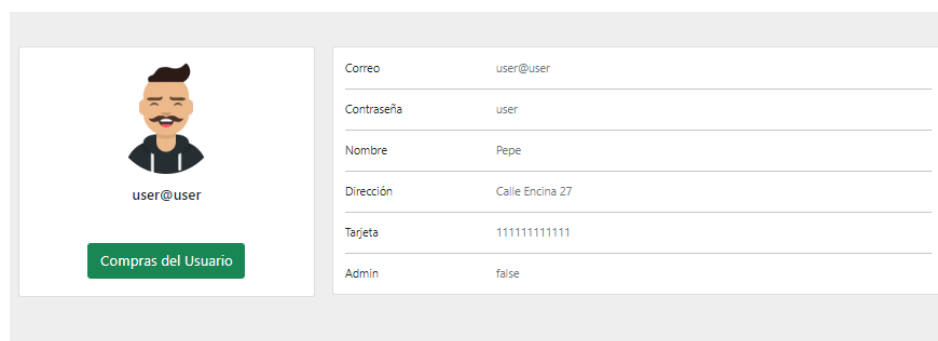 user@user
Compras del Usuario
Correo user@user
Contraseña user
Nombre Pepe
Dirección Calle Encina 27
Tarjeta 111111111111
Admin false